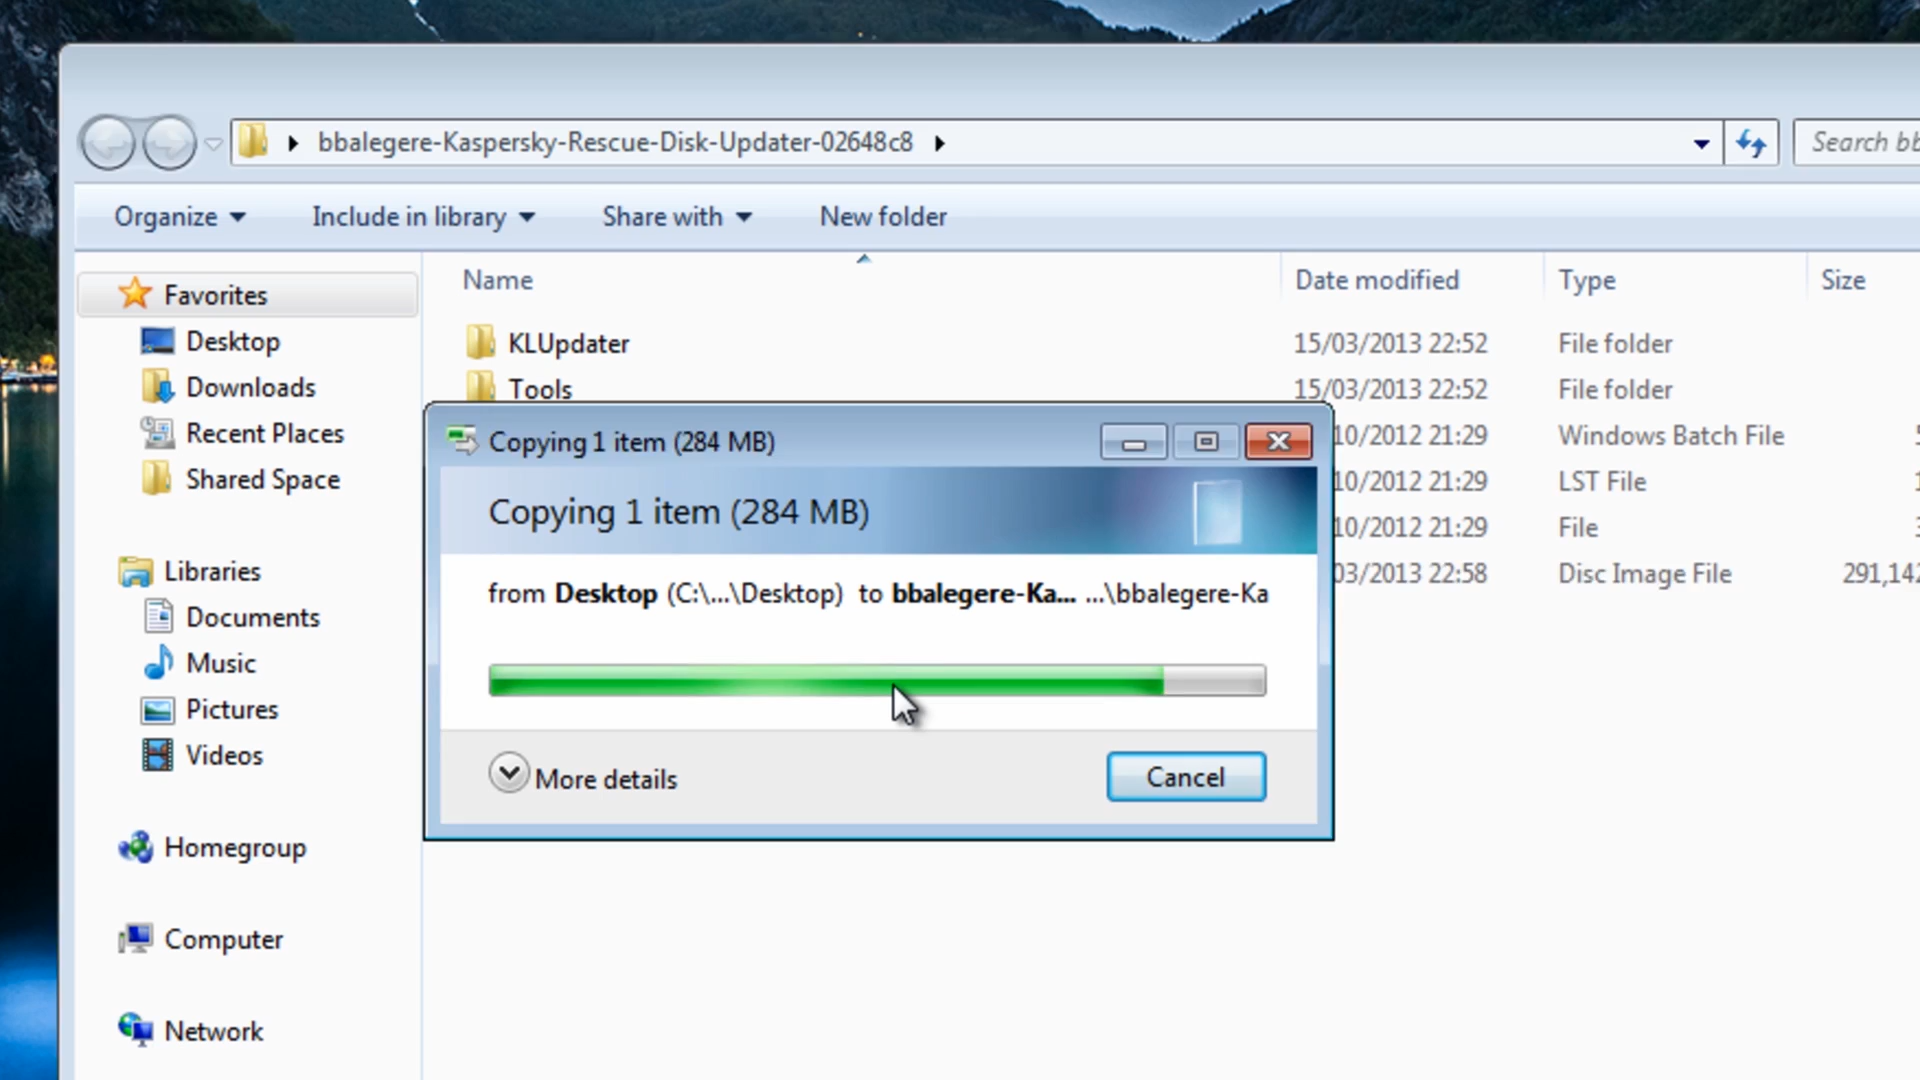 bbalegere-Kaspersky-Rescue-Disk-Updater-02648c8
Search bb
Organize Include in library Share with New folder
Name Date modified Type Size
Favorites
Desktop
Downloads
Recent Places
Shared Space
Libraries
Documents
Music
Pictures
Videos
Homegroup
Computer
Network
KLUpdater 15/03/2013 22:52 File folder
Tools 15/03/2013 22:52 File folder
10/2012 21:29 Windows Batch File
10/2012 21:29 LST File
10/2012 21:29 File
03/2013 22:58 Disc Image File 291,142
Copying 1 item (284 MB)
Copying 1 item (284 MB)
from Desktop (C:\...\Desktop) to bbalegere-Ka... ...\bbalegere-Ka
More details
Cancel